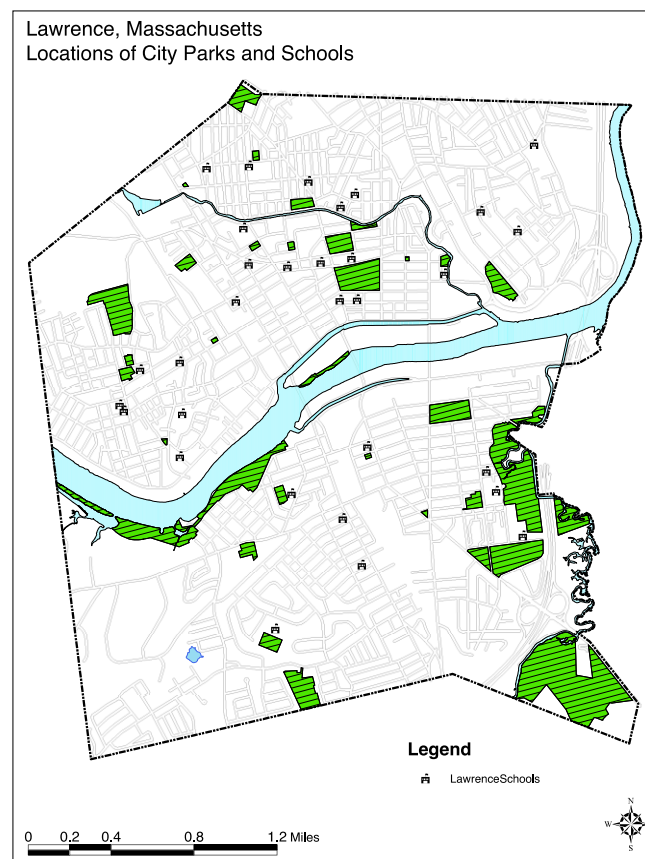 Lawrence, Massachusetts
Locations of City Parks and Schools
Legend
LawrenceSchools
0 0.2 0.4 0.8 1.2 Miles
N
W E
S